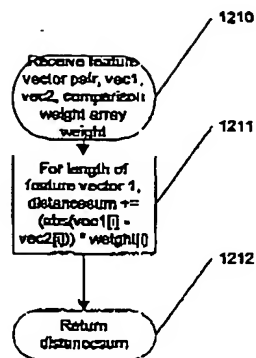 1210
Receive feature
vector pair, vec1,
vec2, comparison
weight array
weight
1211
For length of
feature vector 1,
distancesum +=
(abs(vec1[i] -
vec2[i])) * weight[i]
1212
Return
distancesum